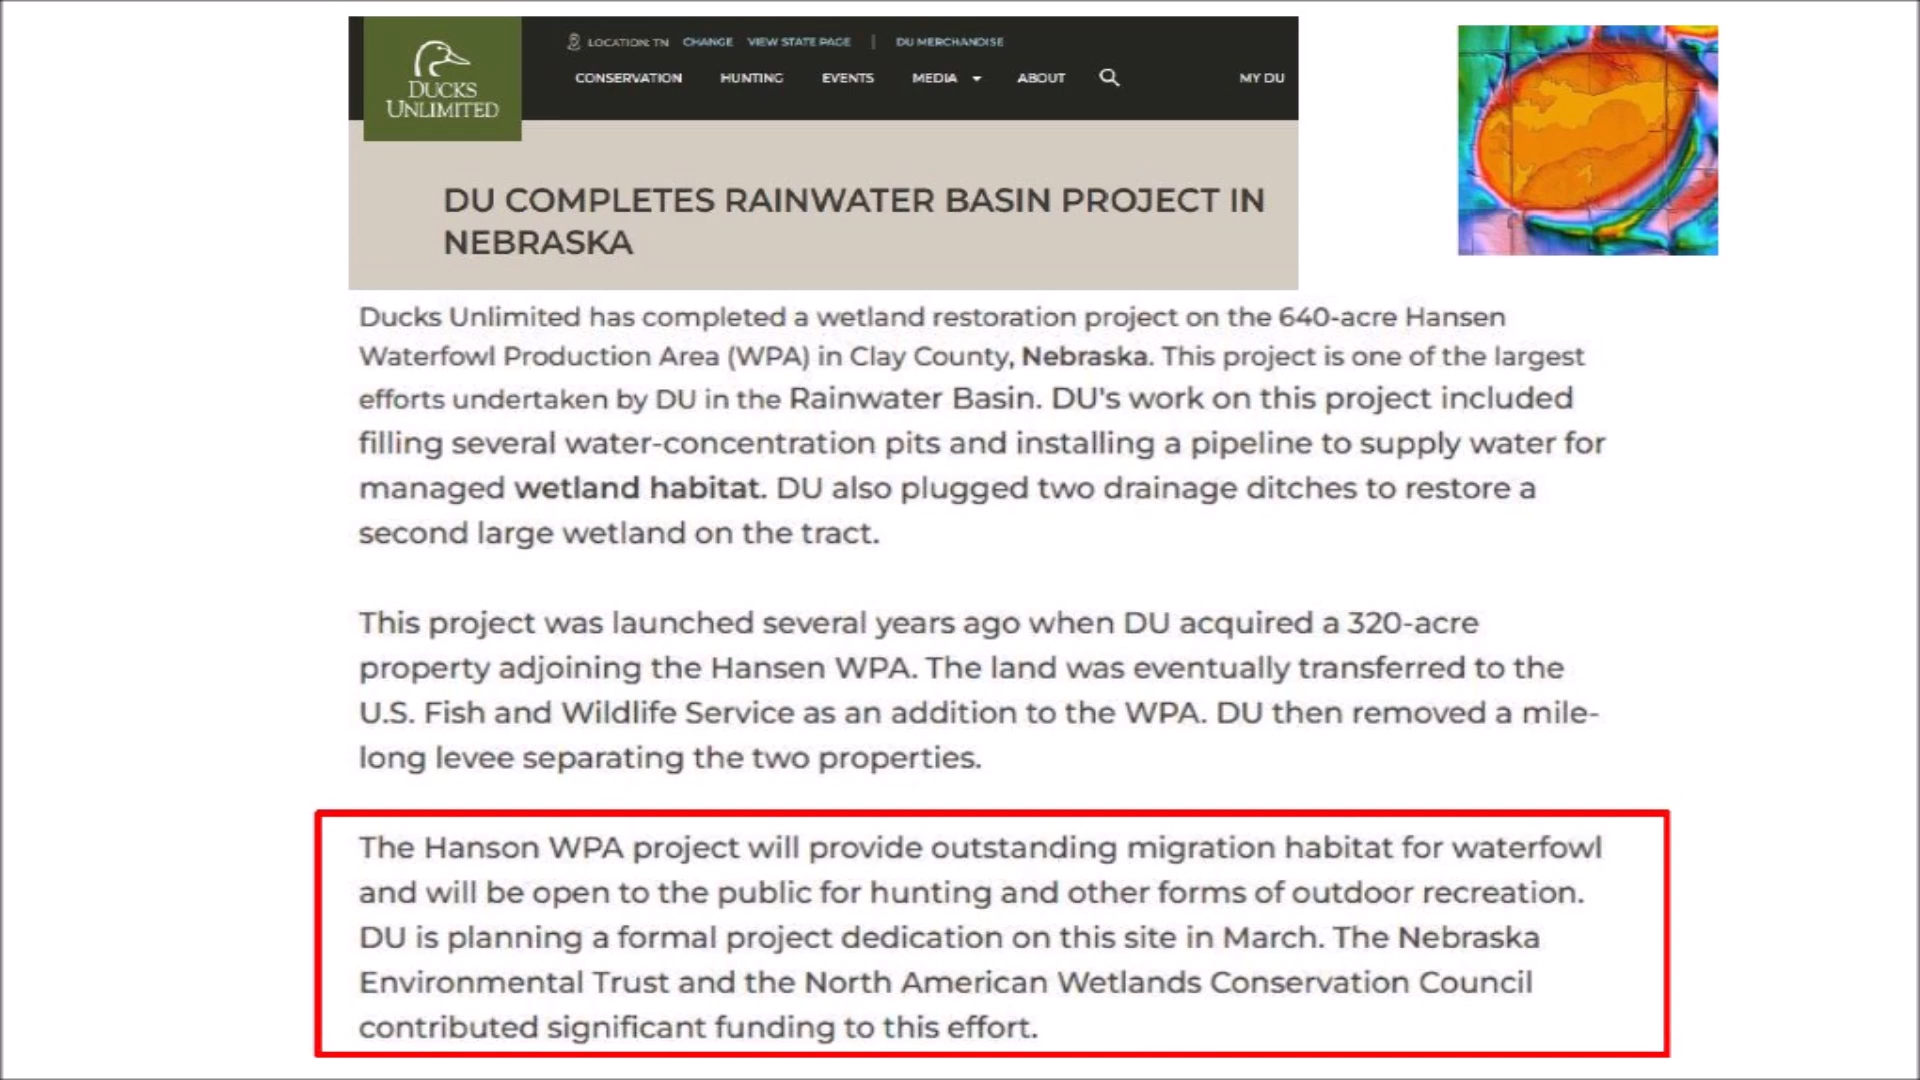 LOCATION: TN CHANGE VIEW STATE PAGE | DU MERCHANDISE
DUCKS
UNLIMITED
CONSERVATION HUNTING EVENTS MEDIA ABOUT MY DU
DU COMPLETES RAINWATER BASIN PROJECT IN
NEBRASKA
Ducks Unlimited has completed a wetland restoration project on the 640-acre Hansen
Waterfowl Production Area (WPA) in Clay County, Nebraska. This project is one of the largest
efforts undertaken by DU in the Rainwater Basin. DU's work on this project included
filling several water-concentration pits and installing a pipeline to supply water for
managed wetland habitat. DU also plugged two drainage ditches to restore a
second large wetland on the tract.
This project was launched several years ago when DU acquired a 320-acre
property adjoining the Hansen WPA. The land was eventually transferred to the
U.S. Fish and Wildlife Service as an addition to the WPA. DU then removed a mile-
long levee separating the two properties.
The Hanson WPA project will provide outstanding migration habitat for waterfowl
and will be open to the public for hunting and other forms of outdoor recreation.
DU is planning a formal project dedication on this site in March. The Nebraska
Environmental Trust and the North American Wetlands Conservation Council
contributed significant funding to this effort.